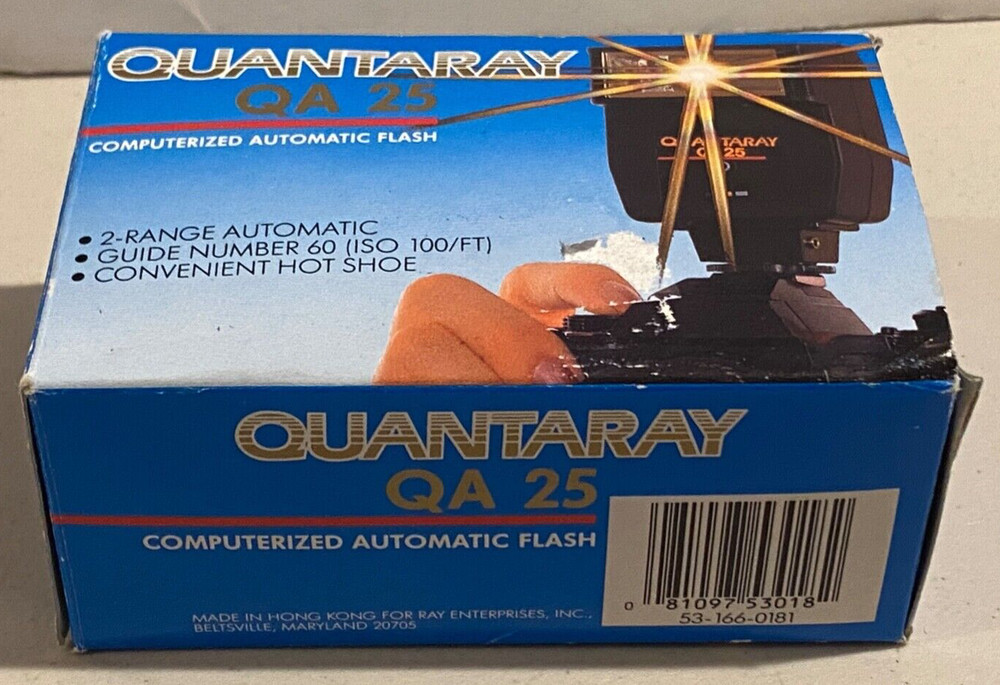 QUANTARAY
QA 25
COMPUTERIZED AUTOMATIC FLASH
• 2-RANGE AUTOMATIC
• GUIDE NUMBER 60 (ISO 100/FT)
• CONVENIENT HOT SHOE
QUANTARAY
QA 25
QUANTARAY
QA 25
COMPUTERIZED AUTOMATIC FLASH
MADE IN HONG KONG FOR RAY ENTERPRISES, INC.,
BELTSVILLE, MARYLAND 20705
0 81097 53018
53-166-0181